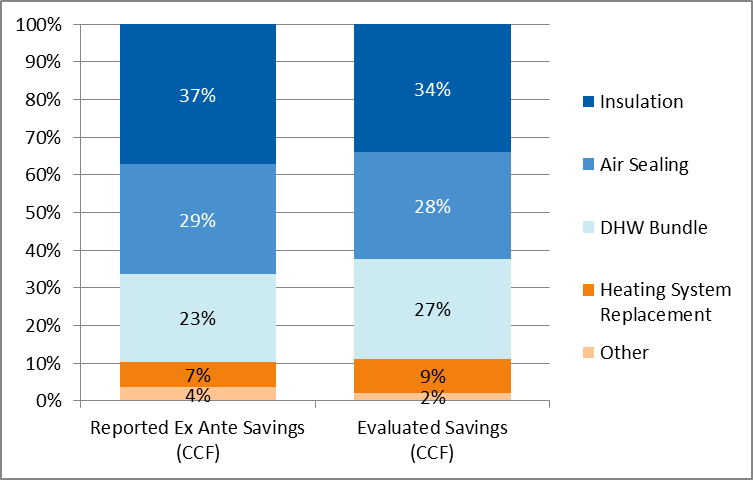 100%
90%
80%
70%
60%
50%
40%
30%
20%
10%
0%
37%
29%
23%
7%
4%
34%
28%
27%
9%
2%
Reported Ex Ante Savings
(CCF)
Evaluated Savings
(CCF)
Insulation
Air Sealing
DHW Bundle
Heating System
Replacement
Other